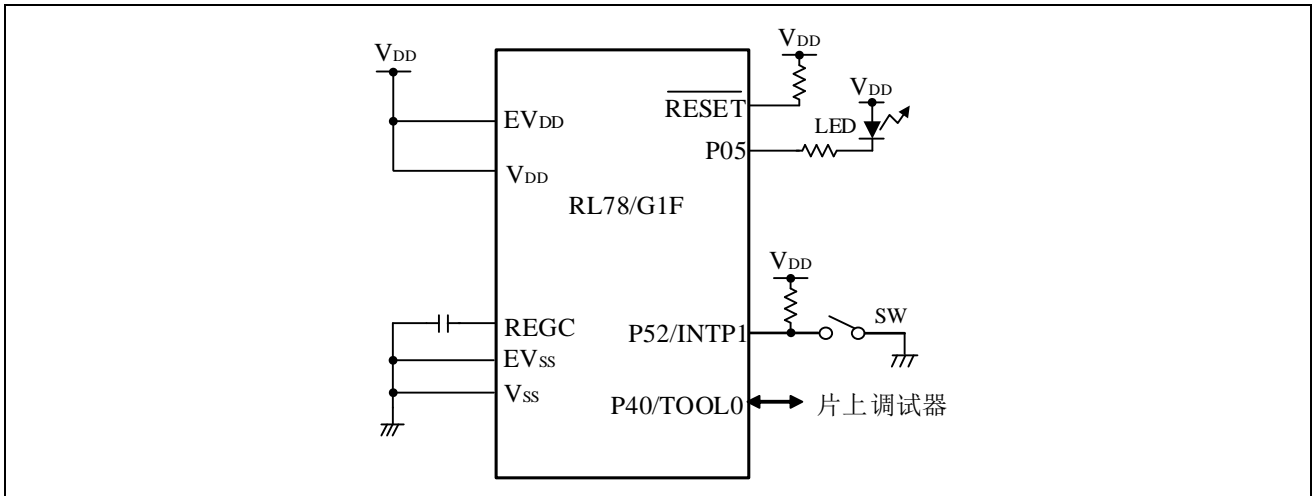 VDD
EVDD
VDD
RL78/G1F
REGC
EVSS
VSS
RESET
VDD
P05
LED
VDD
P52/INTP1
VDD
SW
P40/TOOL0
片上调试器